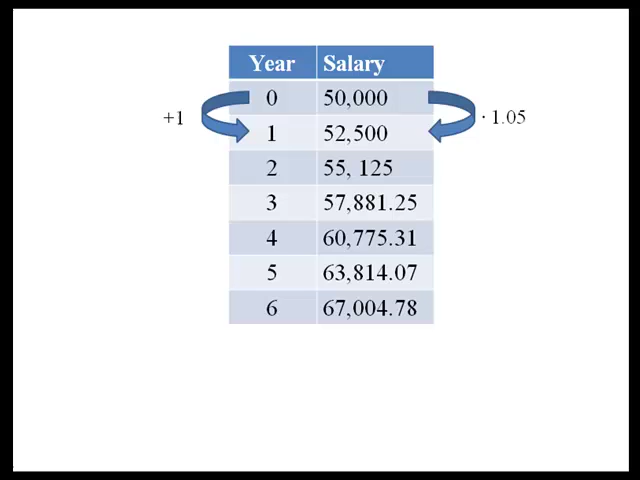 Year Salary
0 50,000
+1 · 1.05
1 52,500
2 55, 125
3 57,881.25
4 60,775.31
5 63,814.07
6 67,004.78